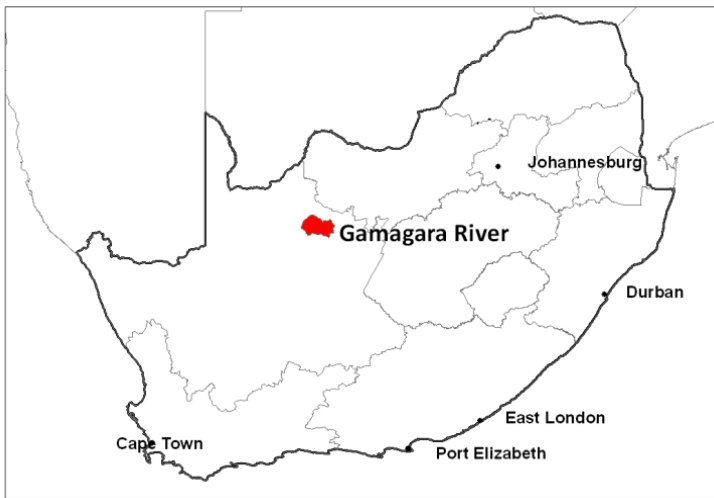 Johannesburg
Gamagara River
Durban
East London
Cape Town
Port Elizabeth